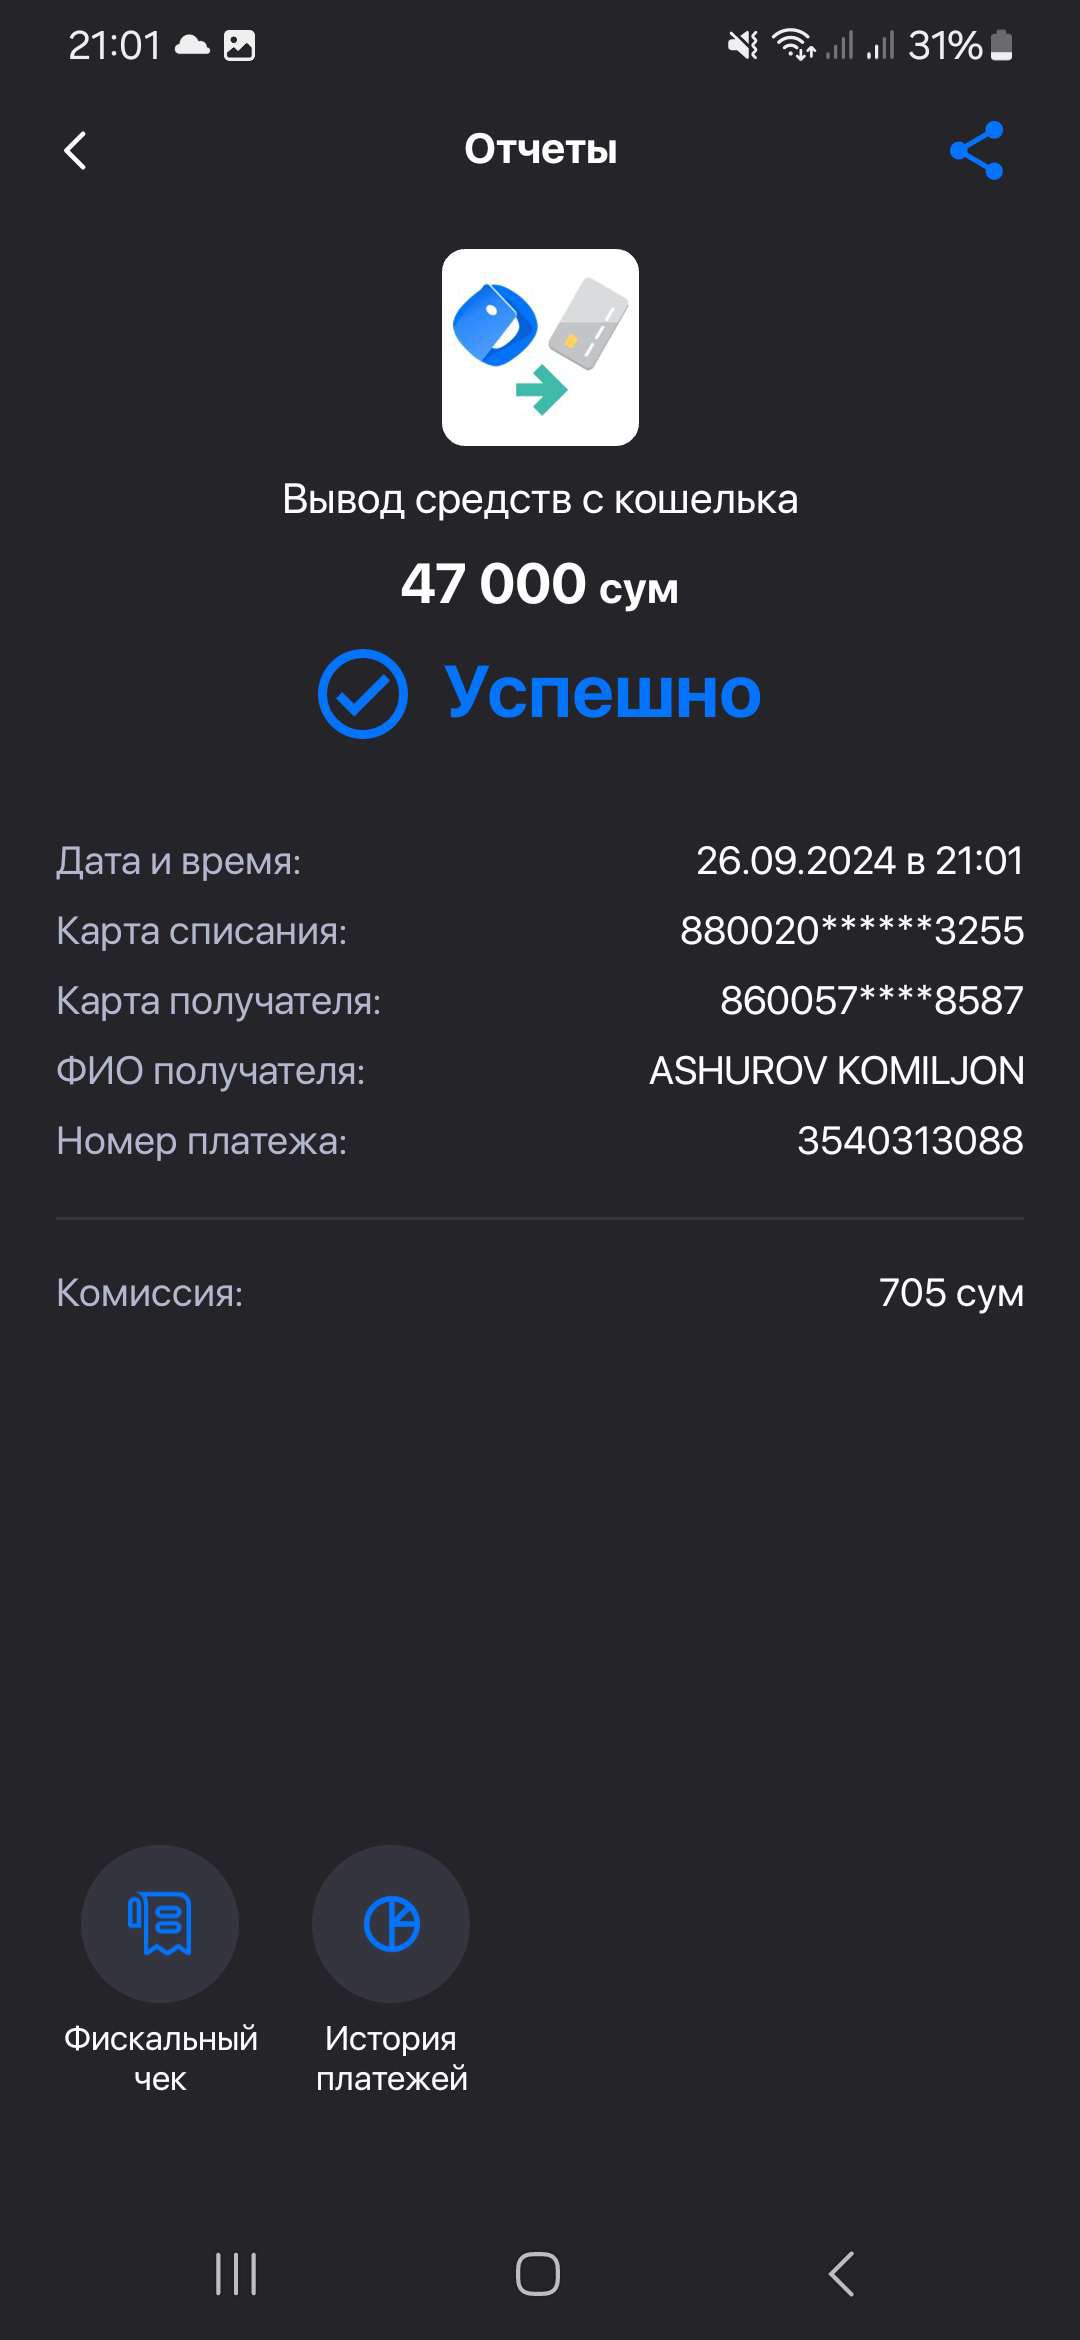 21:01 31%
Отчеты
Вывод средств с кошелька
47 000 сум
Успешно
Дата и время: 26.09.2024 в 21:01
Карта списания: 880020******3255
Карта получателя: 860057****8587
ФИО получателя: ASHUROV KOMILJON
Номер платежа: 3540313088
Комиссия: 705 сум
Фискальный чек
История платежей